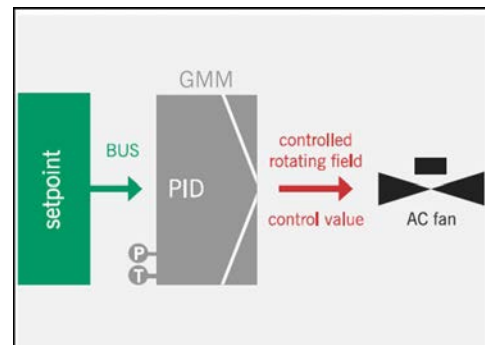 GMM
setpoint
BUS
PID
P
T
controlled
rotating field
control value
AC fan